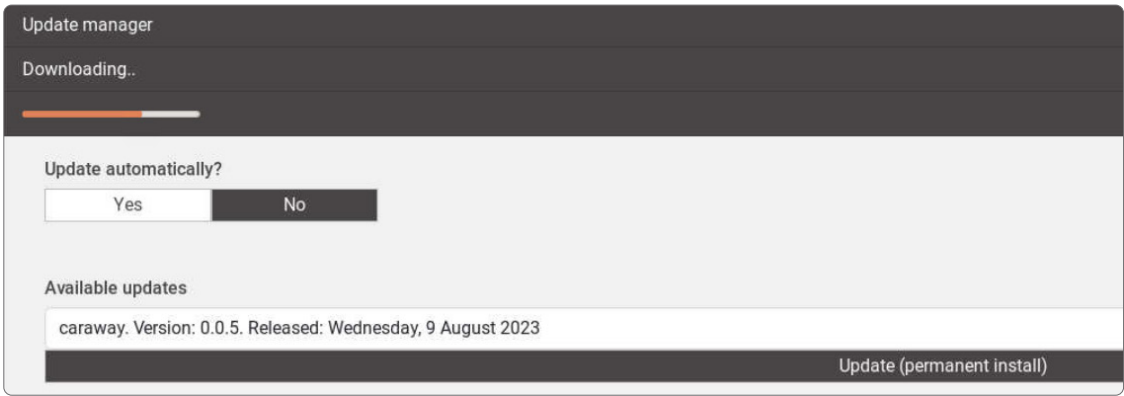 Update manager
Downloading..
Update automatically?
Yes No
Available updates
caraway. Version: 0.0.5. Released: Wednesday, 9 August 2023
Update (permanent install)